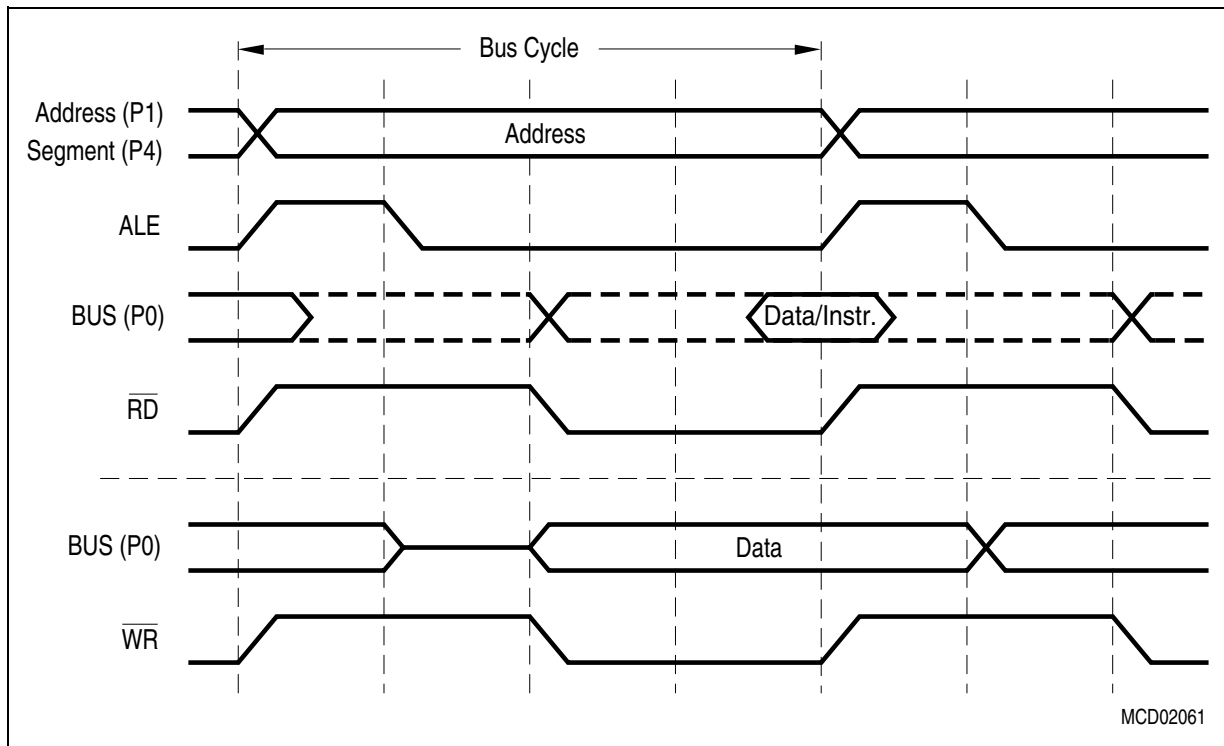 Bus Cycle
Address (P1)
Segment (P4)
Address
ALE
BUS (P0)
Data/Instr.
RD
BUS (P0)
Data
WR
MCD02061